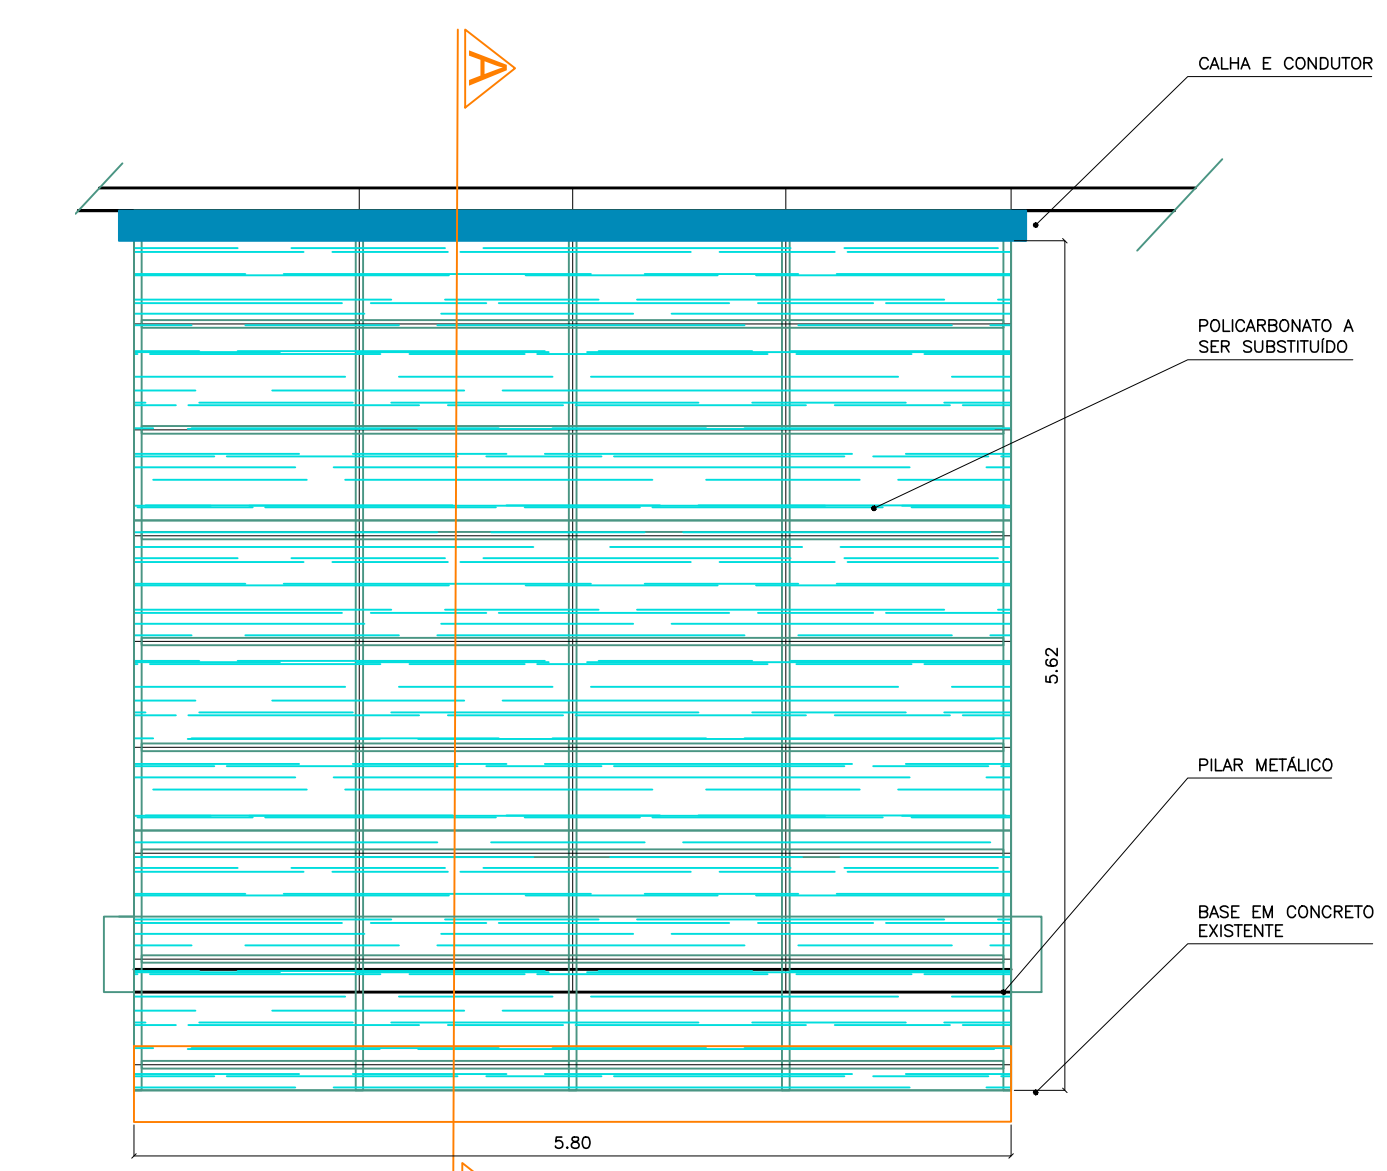 A
CALHA E CONDUTOR
POLICARBONATO A
SER SUBSTITUÍDO
5.62
PILAR METÁLICO
BASE EM CONCRETO
EXISTENTE
5.80